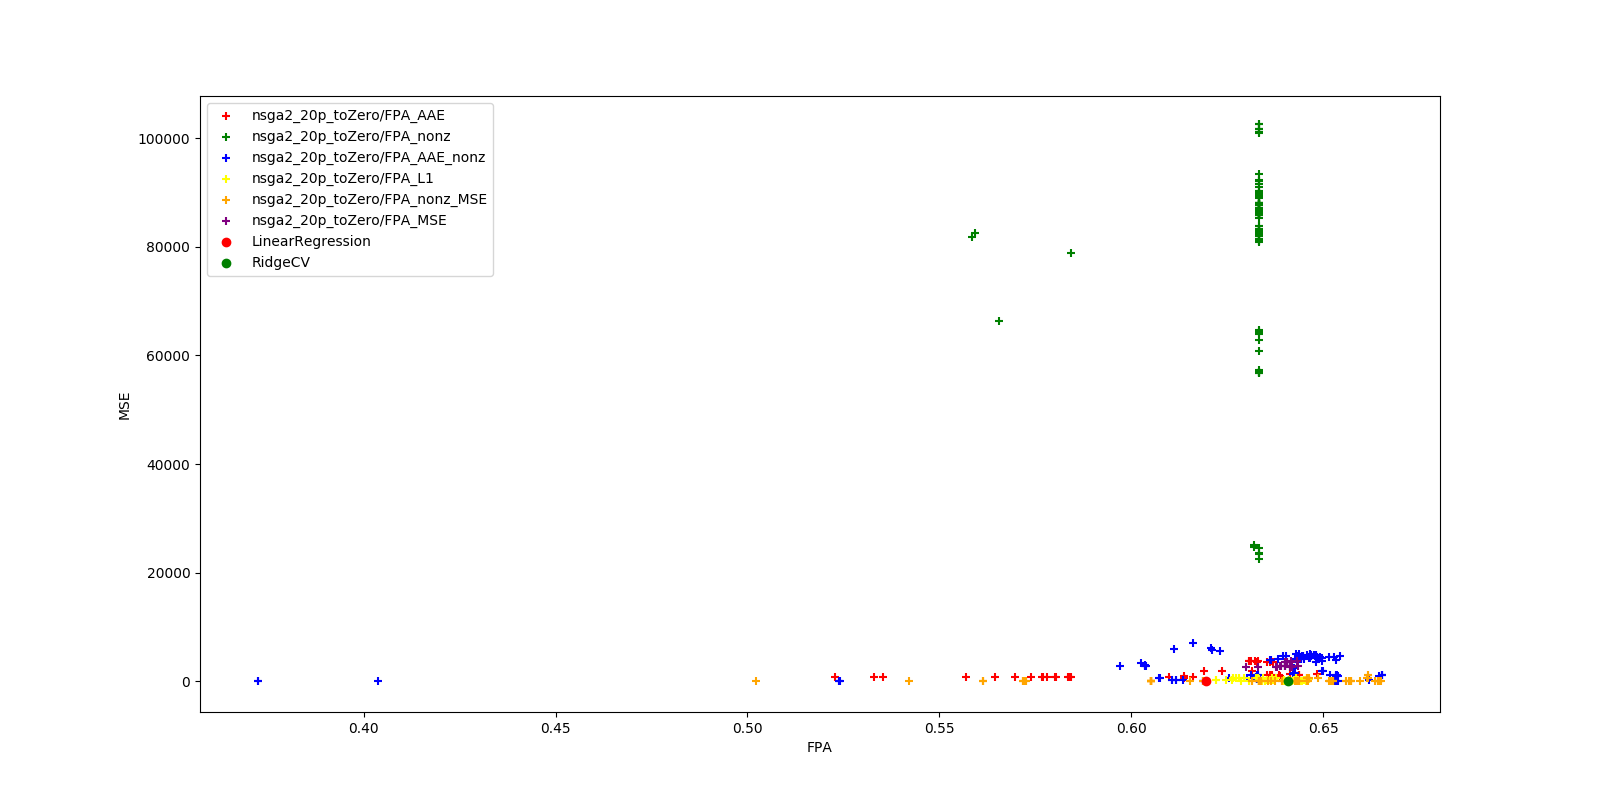 nsga2_20p_toZero/FPA_AAE
nsga2_20p_toZero/FPA_nonz
nsga2_20p_toZero/FPA_AAE_nonz
nsga2_20p_toZero/FPA_L1
nsga2_20p_toZero/FPA_nonz_MSE
nsga2_20p_toZero/FPA_MSE
LinearRegression
RidgeCV
100000
80000
60000
40000
20000
0
MSE
0.40 0.45 0.50 0.55 0.60 0.65
FPA